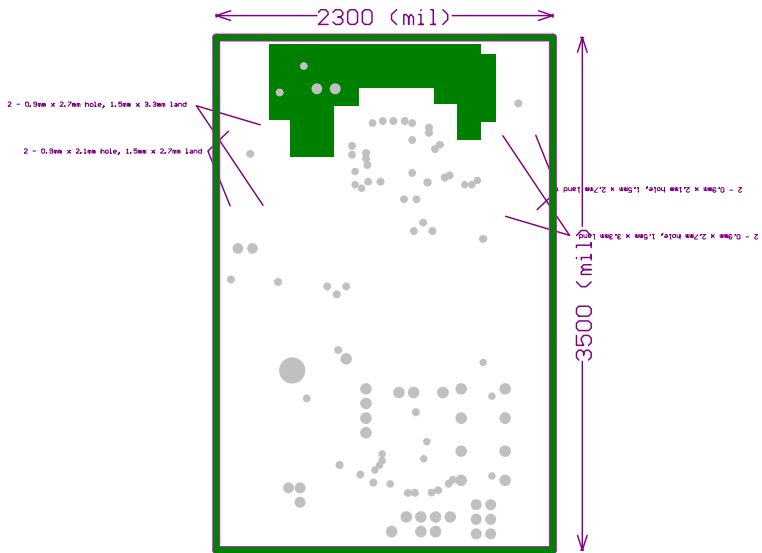 2300 (mil)
2 - 0.9mm x 2.7mm hole, 1.5mm x 3.3mm land
2 - 0.9mm x 2.1mm hole, 1.5mm x 2.7mm land
2 - 0.9mm x 2.1mm hole, 1.5mm x 2.7mm land
2 - 0.9mm x 2.7mm hole, 1.5mm x 3.3mm land
3500 (mil)